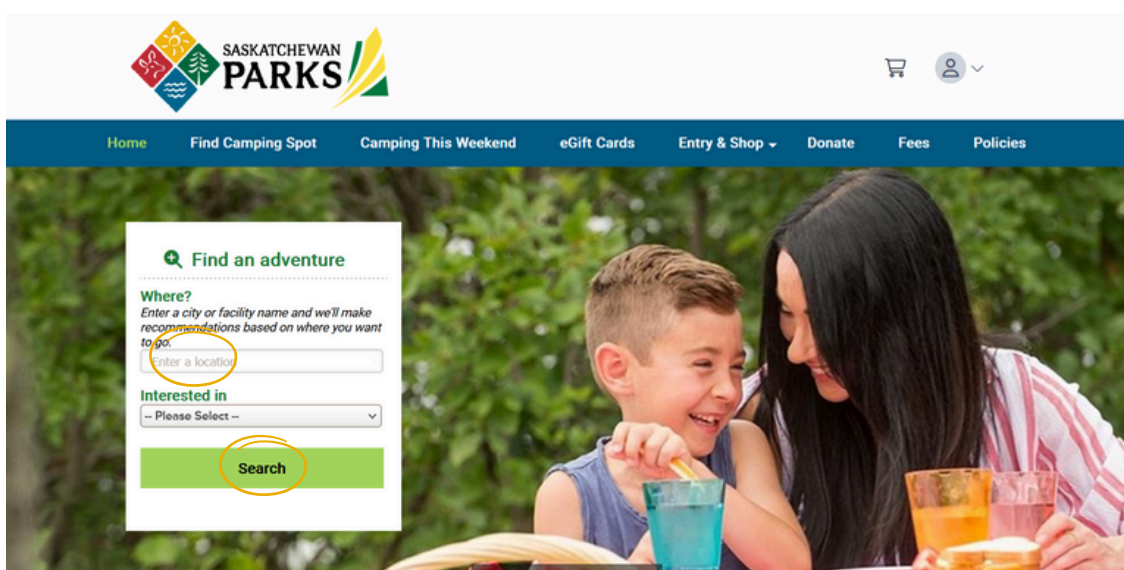 SASKATCHEWAN
PARKS
Home Find Camping Spot Camping This Weekend eGift Cards Entry & Shop Donate Fees Policies
Find an adventure
Where?
Enter a city or facility name and we'll make
recommendations based on where you want
to go.
Enter a location
Interested in
-- Please Select --
Search